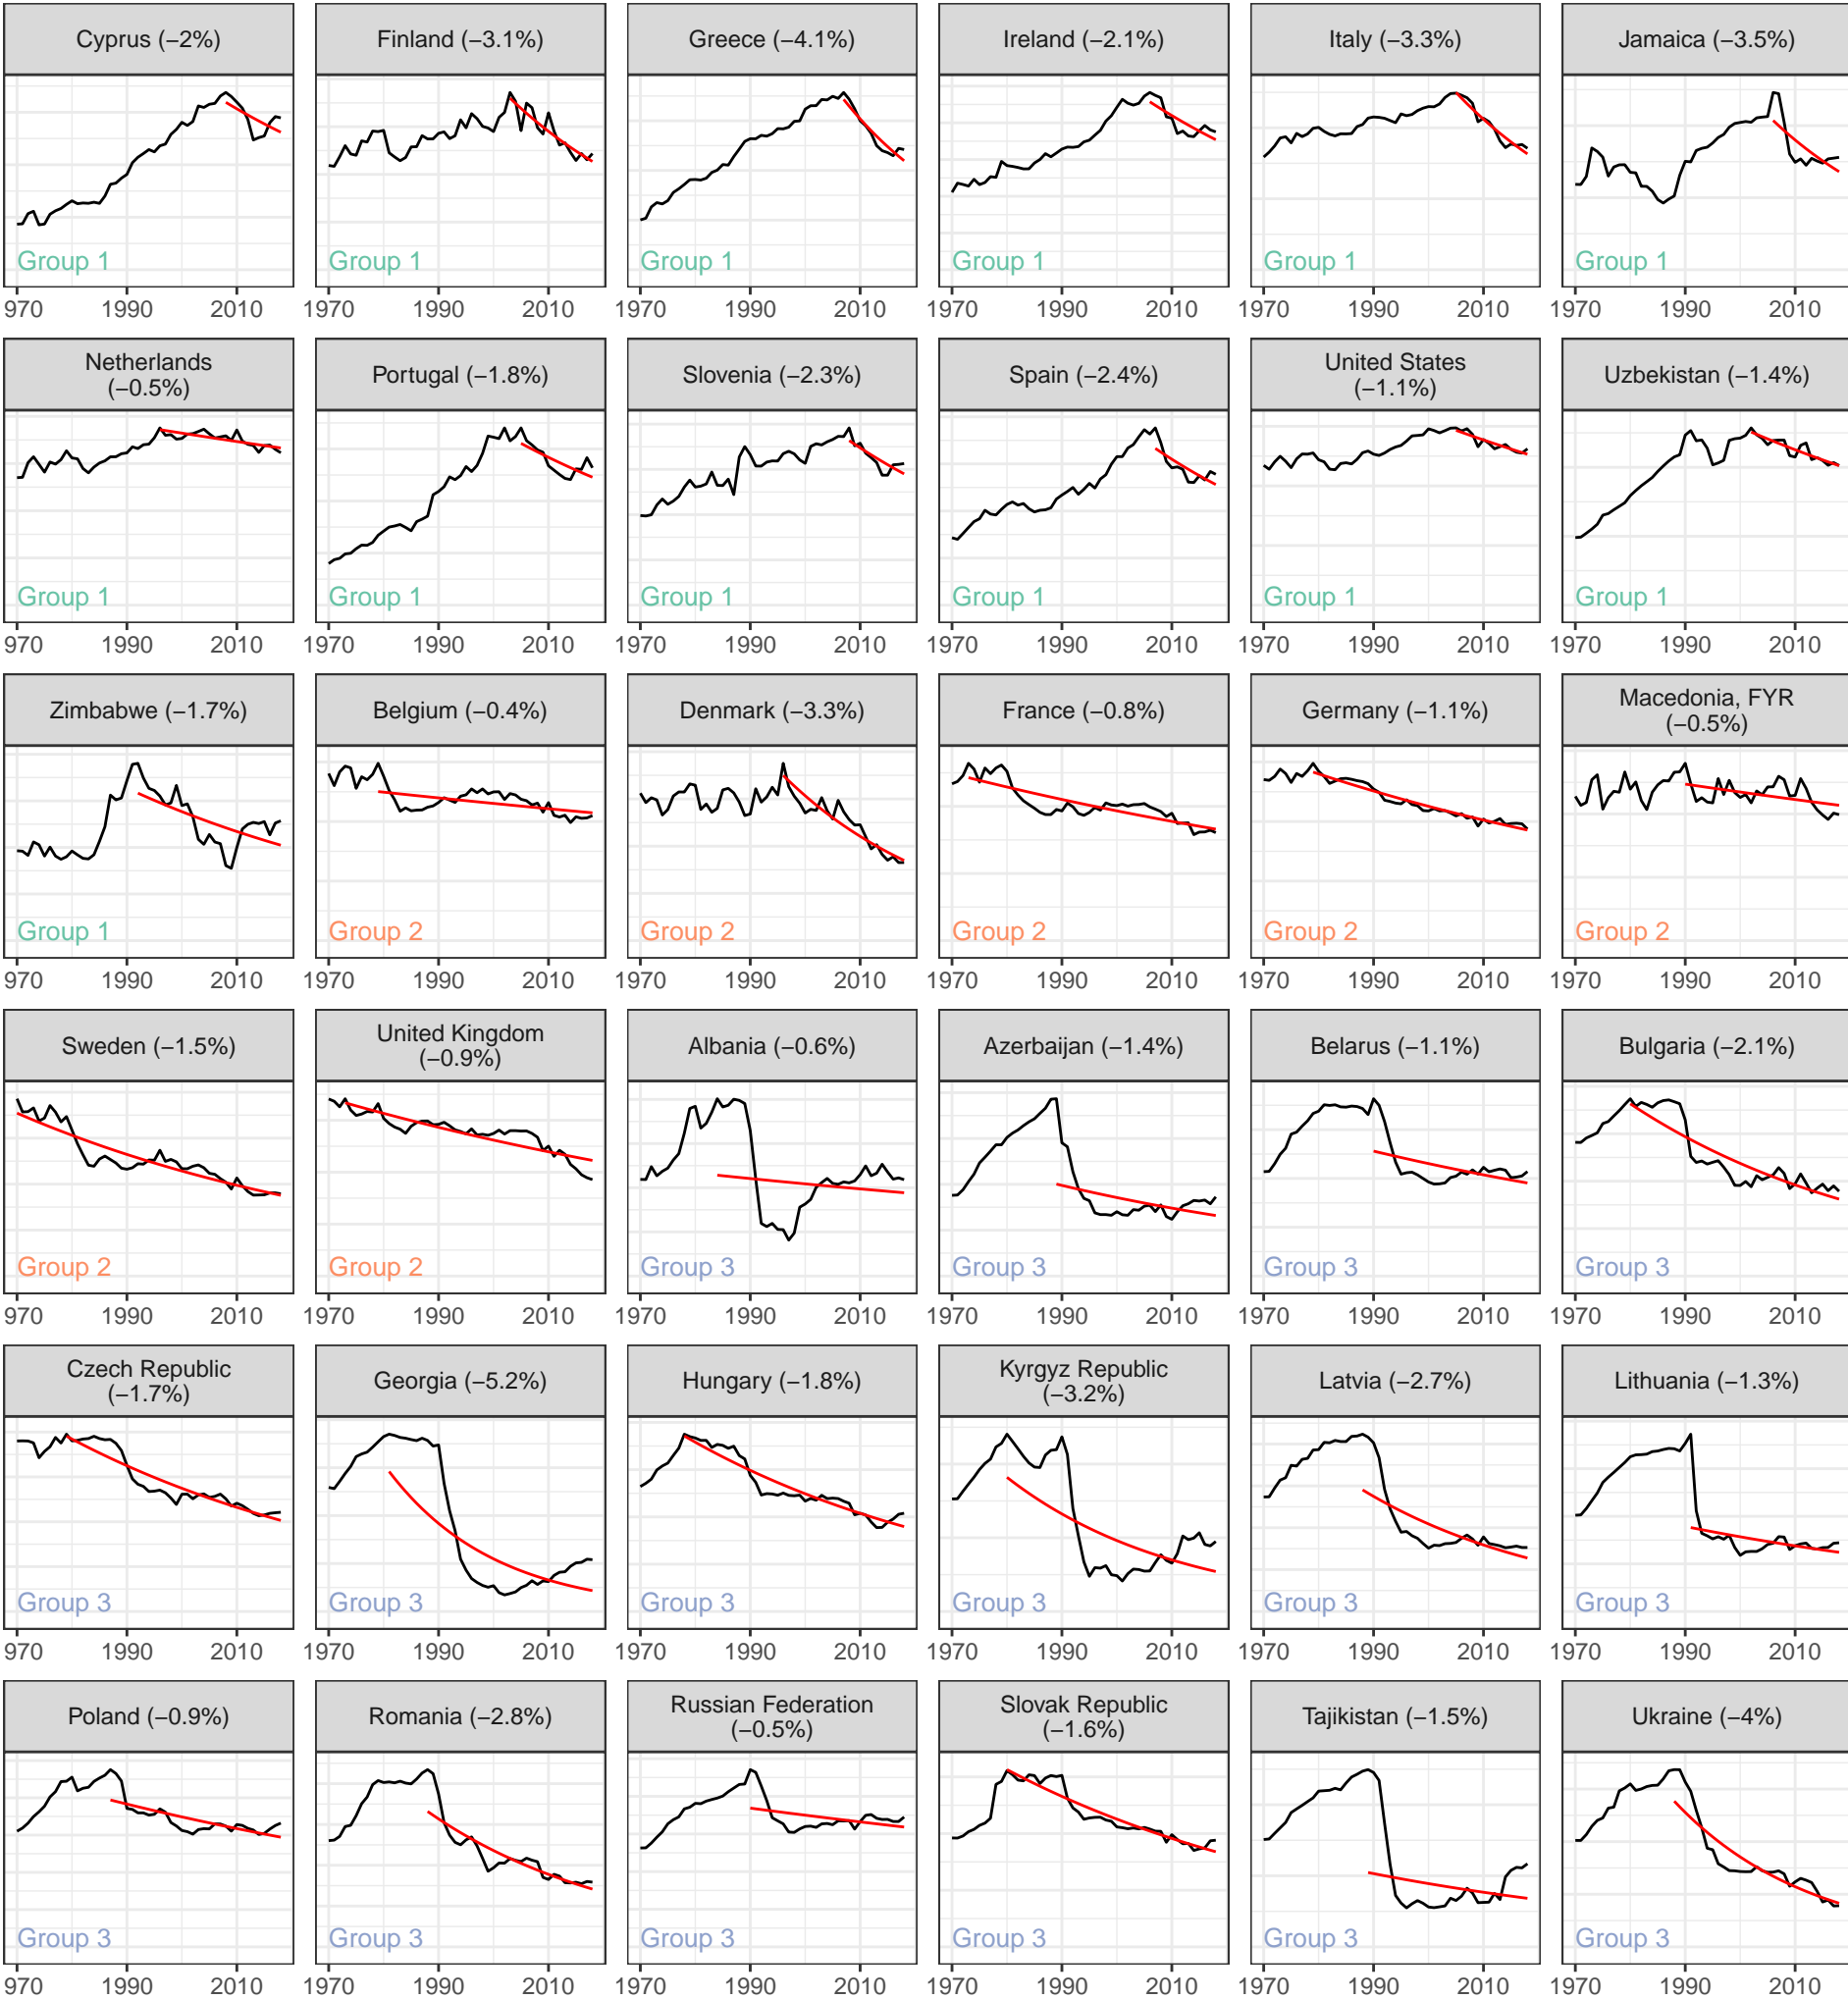 Cyprus (−2%)
Finland (−3.1%)
Greece (−4.1%)
Ireland (−2.1%)
Italy (−3.3%)
Jamaica (−3.5%)
Group 1
Group 1
Group 1
Group 1
Group 1
Group 1
970 1990 2010
1970 1990 2010
1970 1990 2010
1970 1990 2010
1970 1990 2010
1970 1990 2010
Netherlands
(−0.5%)
Portugal (−1.8%)
Slovenia (−2.3%)
Spain (−2.4%)
United States
(−1.1%)
Uzbekistan (−1.4%)
Group 1
Group 1
Group 1
Group 1
Group 1
Group 1
970 1990 2010
1970 1990 2010
1970 1990 2010
1970 1990 2010
1970 1990 2010
1970 1990 2010
Zimbabwe (−1.7%)
Belgium (−0.4%)
Denmark (−3.3%)
France (−0.8%)
Germany (−1.1%)
Macedonia, FYR
(−0.5%)
Group 1
Group 2
Group 2
Group 2
Group 2
Group 2
970 1990 2010
1970 1990 2010
1970 1990 2010
1970 1990 2010
1970 1990 2010
1970 1990 2010
Sweden (−1.5%)
United Kingdom
(−0.9%)
Albania (−0.6%)
Azerbaijan (−1.4%)
Belarus (−1.1%)
Bulgaria (−2.1%)
Group 2
Group 2
Group 3
Group 3
Group 3
Group 3
970 1990 2010
1970 1990 2010
1970 1990 2010
1970 1990 2010
1970 1990 2010
1970 1990 2010
Czech Republic
(−1.7%)
Georgia (−5.2%)
Hungary (−1.8%)
Kyrgyz Republic
(−3.2%)
Latvia (−2.7%)
Lithuania (−1.3%)
Group 3
Group 3
Group 3
Group 3
Group 3
Group 3
970 1990 2010
1970 1990 2010
1970 1990 2010
1970 1990 2010
1970 1990 2010
1970 1990 2010
Poland (−0.9%)
Romania (−2.8%)
Russian Federation
(−0.5%)
Slovak Republic
(−1.6%)
Tajikistan (−1.5%)
Ukraine (−4%)
Group 3
Group 3
Group 3
Group 3
Group 3
Group 3
970 1990 2010
1970 1990 2010
1970 1990 2010
1970 1990 2010
1970 1990 2010
1970 1990 2010